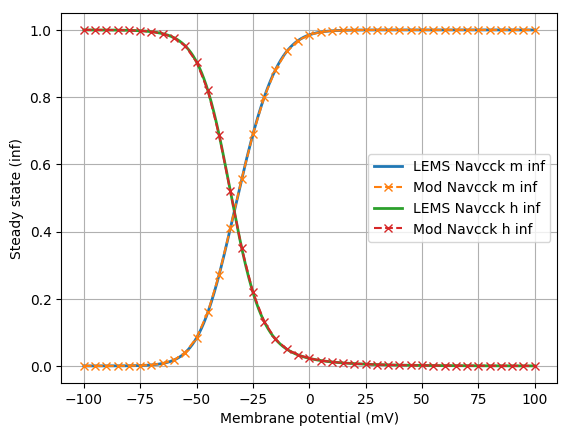 1.0
0.8
0.6
0.4
0.2
0.0
Steady state (inf)
LEMS Navcck m inf
Mod Navcck m inf
LEMS Navcck h inf
Mod Navcck h inf
−100 −75 −50 −25 0 25 50 75 100
Membrane potential (mV)